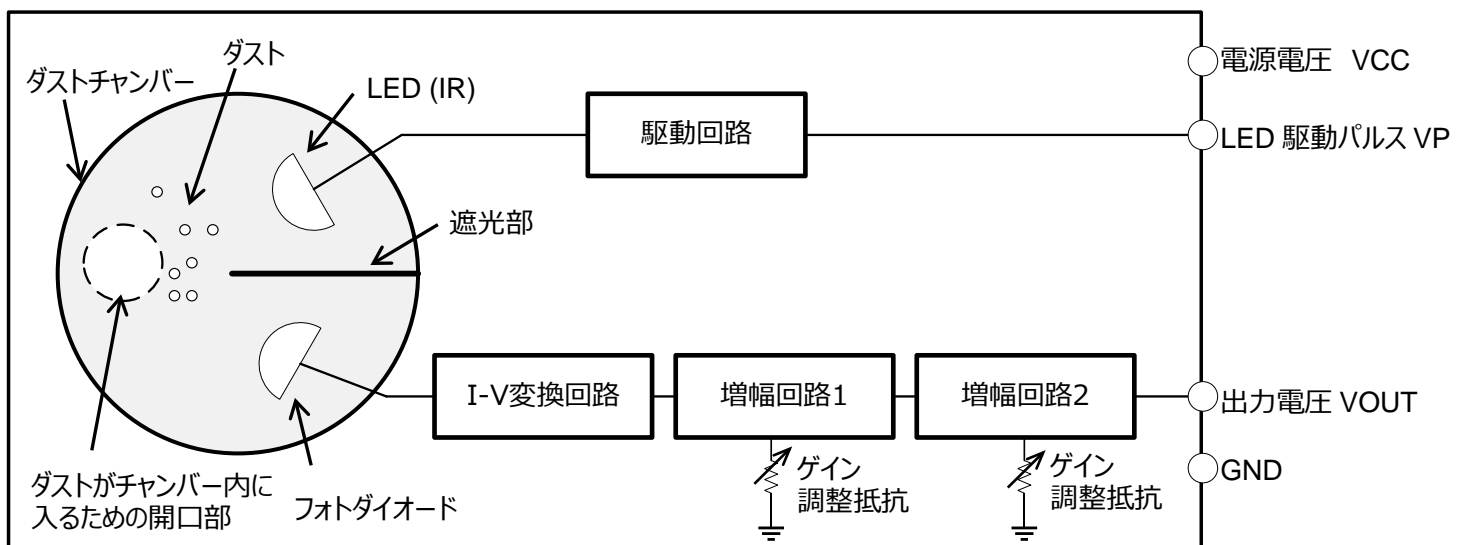 ダスト
ダストチャンバー
LED (IR)
電源電圧 VCC
駆動回路
LED 駆動パルス VP
遮光部
I-V変換回路
増幅回路1
増幅回路2
出力電圧 VOUT
ゲイン
調整抵抗
ゲイン
調整抵抗
GND
ダストがチャンバー内に
入るための開口部
フォトダイオード